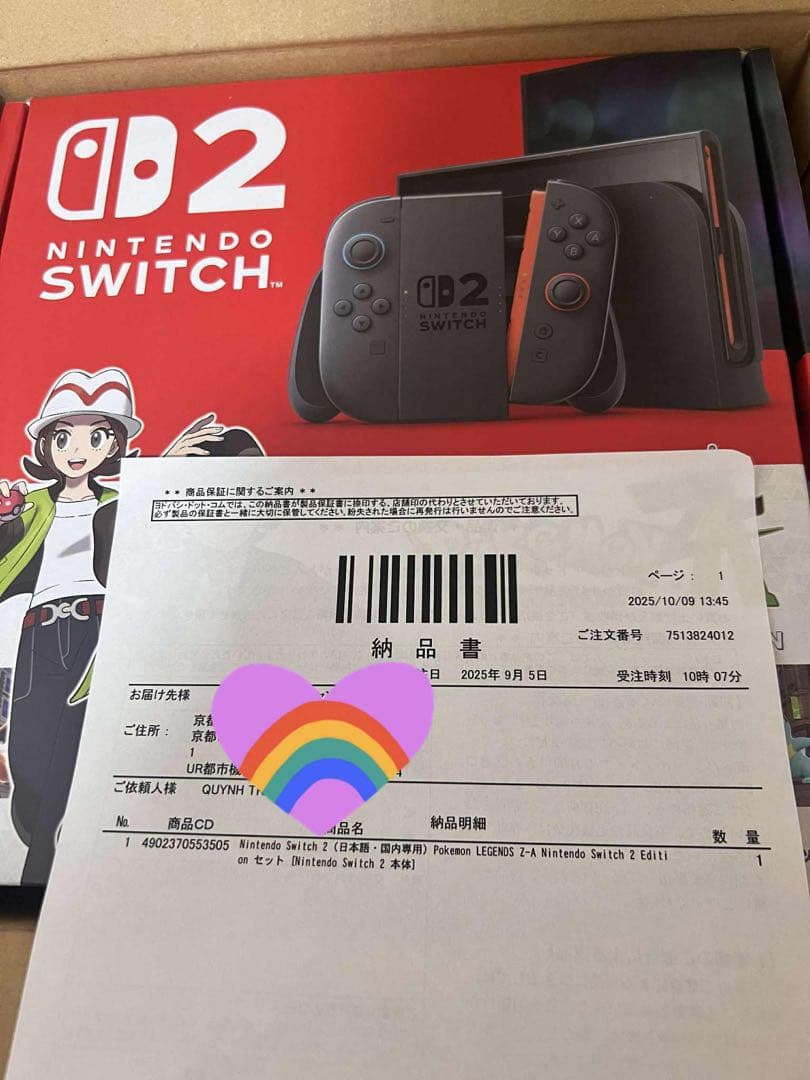 2
NINTENDO
SWITCH™
X
Y
A
B
2
NINTENDO
SWITCH
C
** 商品保証に関するご案内 **
ヨドバシ・ドット・コムでは、この納品書が製品保証書に捺印する、店舗印の代わりとさせていただいております。
必ず製品の保証書と一緒に大切に保管してください。紛失された場合に再発行は行いませんのでご注意ください。
ページ: 1
2025/10/09 13:45
納 品 書
ご注文番号 7513824012
日 2025年 9月 5日 受注時刻 10時 07分
お届け先様
ご住所: 京都
京都
1
UR都市機
ご依頼人様 QUYNH
No. 商品CD 商品名 納品明細 数 量
1 4902370553505 Nintendo Switch 2 (日本語・国内専用) Pokemon LEGENDS Z-A Nintendo Switch 2 Editi 1
on セット [Nintendo Switch 2 本体]